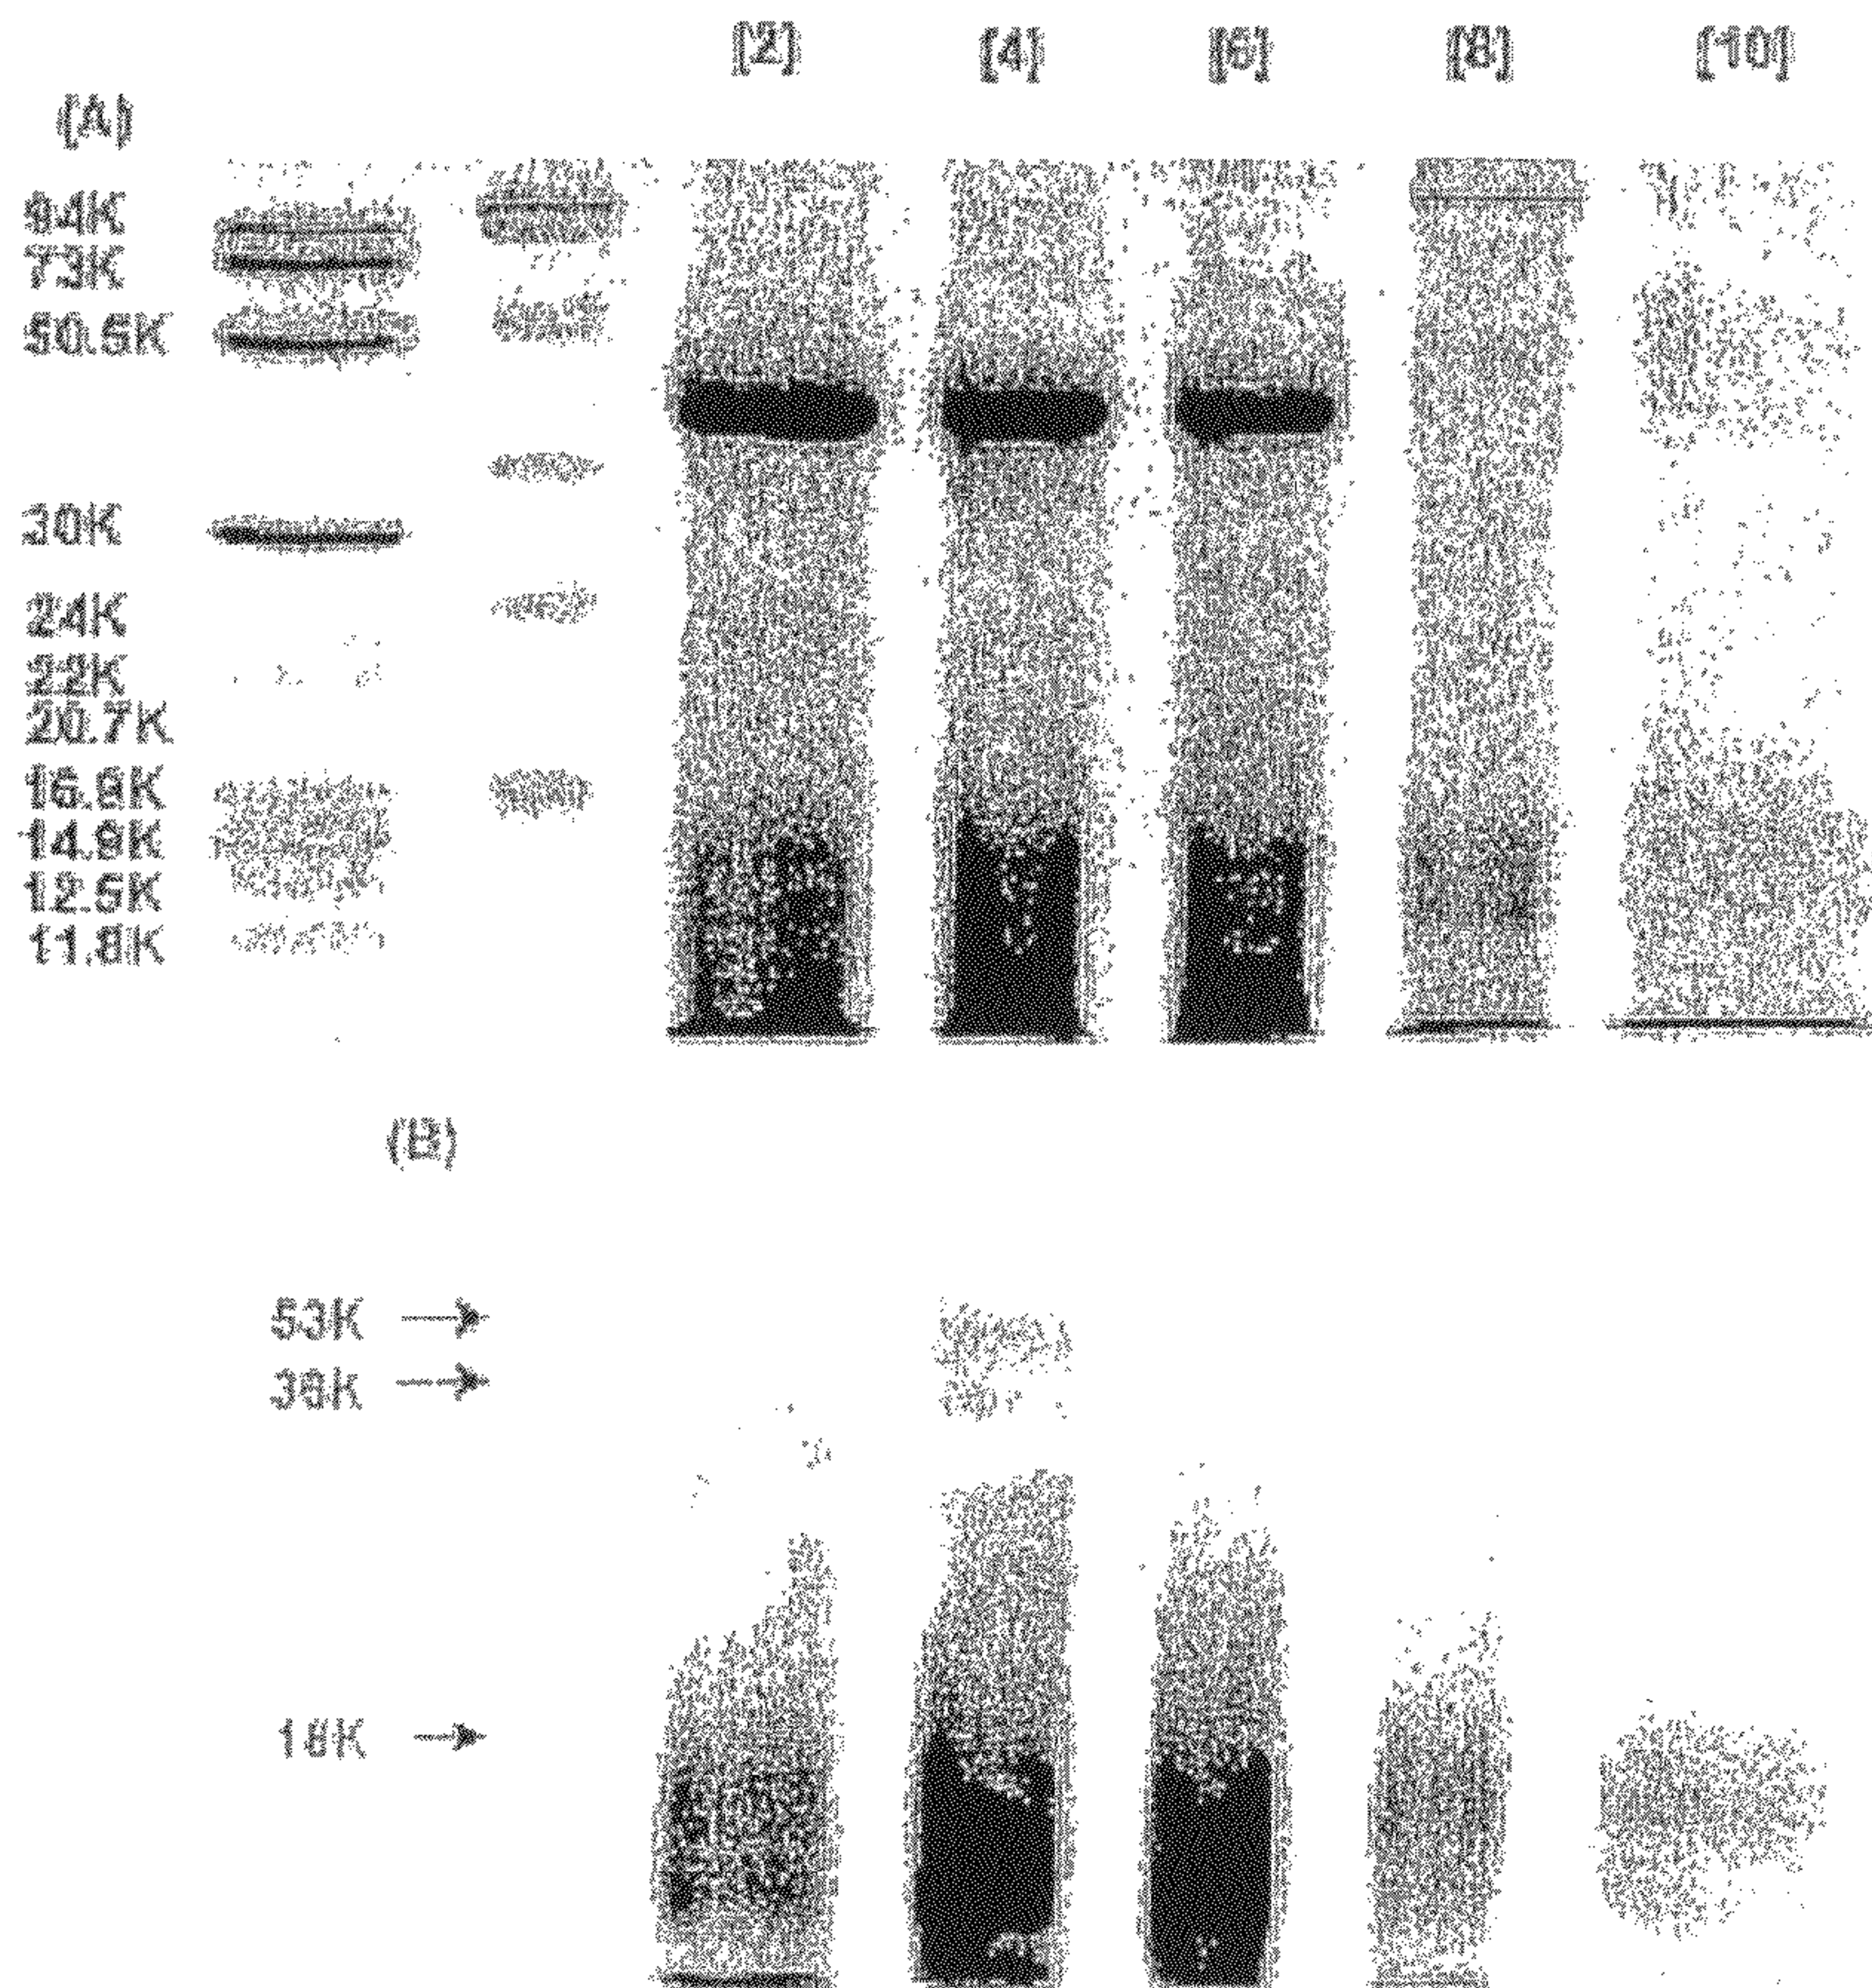 [2] [4] [6] [8] [10]
(A)
94K
73K
50.5K
30K
24K
22K
20.7K
16.9K
14.9K
12.5K
11.8K
(B)
53K
38K
18K